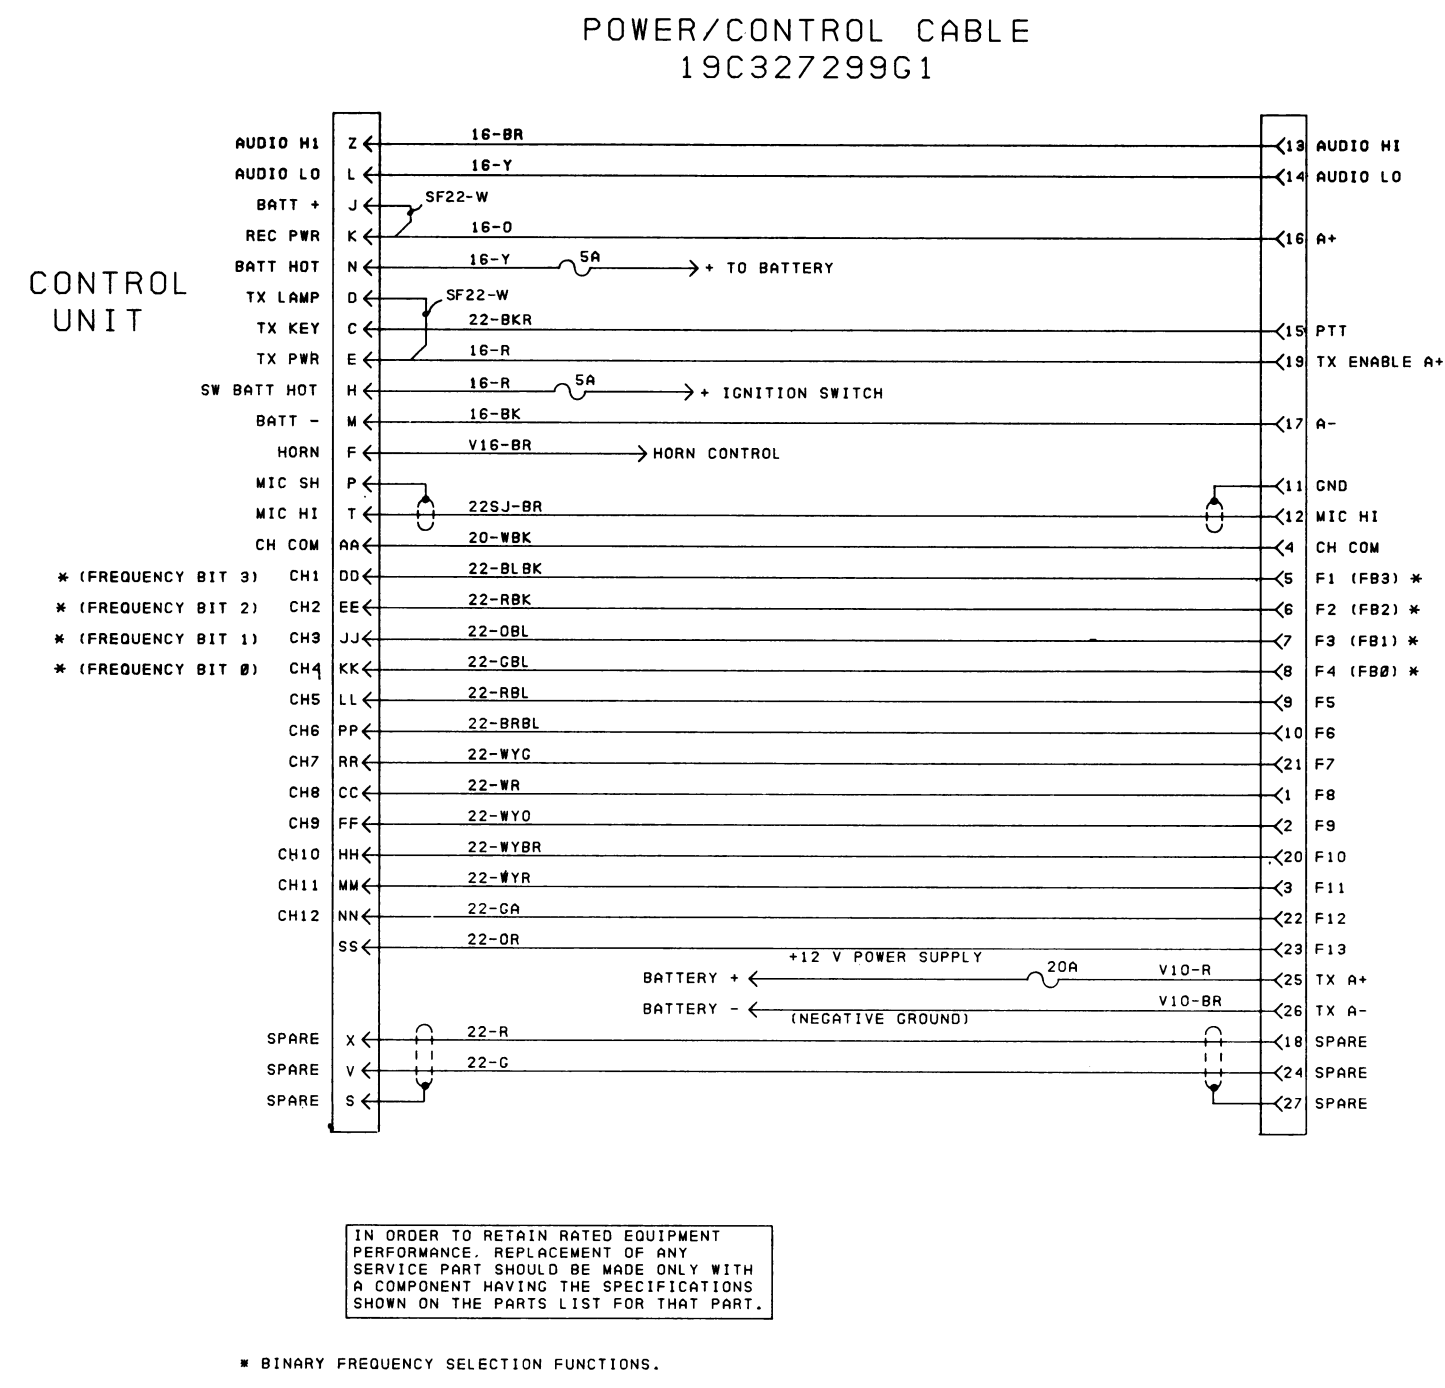 POWER/CONTROL CABLE
19C327299G1
CONTROL
UNIT
AUDIO HI Z 16-BR 13 AUDIO HI
AUDIO LO L 16-Y 14 AUDIO LO
BATT + J SF22-W
REC PWR K 16-O 16 A+
BATT HOT N 16-Y 5A + TO BATTERY
TX LAMP D SF22-W
TX KEY C 22-BKR 15 PTT
TX PWR E 16-R 19 TX ENABLE A+
SW BATT HOT H 16-R 5A + IGNITION SWITCH
BATT - M 16-BK 17 A-
HORN F V16-BR HORN CONTROL
MIC SH P 11 GND
MIC HI T 22SJ-BR 12 MIC HI
CH COM AA 20-WBK 4 CH COM
* (FREQUENCY BIT 3) CH1 DD 22-BLBK 5 F1 (FB3) *
* (FREQUENCY BIT 2) CH2 EE 22-RBK 6 F2 (FB2) *
* (FREQUENCY BIT 1) CH3 JJ 22-OBL 7 F3 (FB1) *
* (FREQUENCY BIT 0) CH4 KK 22-GBL 8 F4 (FB0) *
CH5 LL 22-RBL 9 F5
CH6 PP 22-BRBL 10 F6
CH7 RR 22-WYG 21 F7
CH8 CC 22-WR 1 F8
CH9 FF 22-WYO 2 F9
CH10 HH 22-WYBR 20 F10
CH11 MM 22-WYR 3 F11
CH12 NN 22-GA 22 F12
SS 22-OR 23 F13
+12 V POWER SUPPLY
BATTERY + 20A V10-R 25 TX A+
BATTERY - V10-BR 26 TX A-
(NEGATIVE GROUND)
SPARE X 22-R 18 SPARE
SPARE V 22-G 24 SPARE
SPARE S 27 SPARE
IN ORDER TO RETAIN RATED EQUIPMENT
PERFORMANCE, REPLACEMENT OF ANY
SERVICE PART SHOULD BE MADE ONLY WITH
A COMPONENT HAVING THE SPECIFICATIONS
SHOWN ON THE PARTS LIST FOR THAT PART.
* BINARY FREQUENCY SELECTION FUNCTIONS.